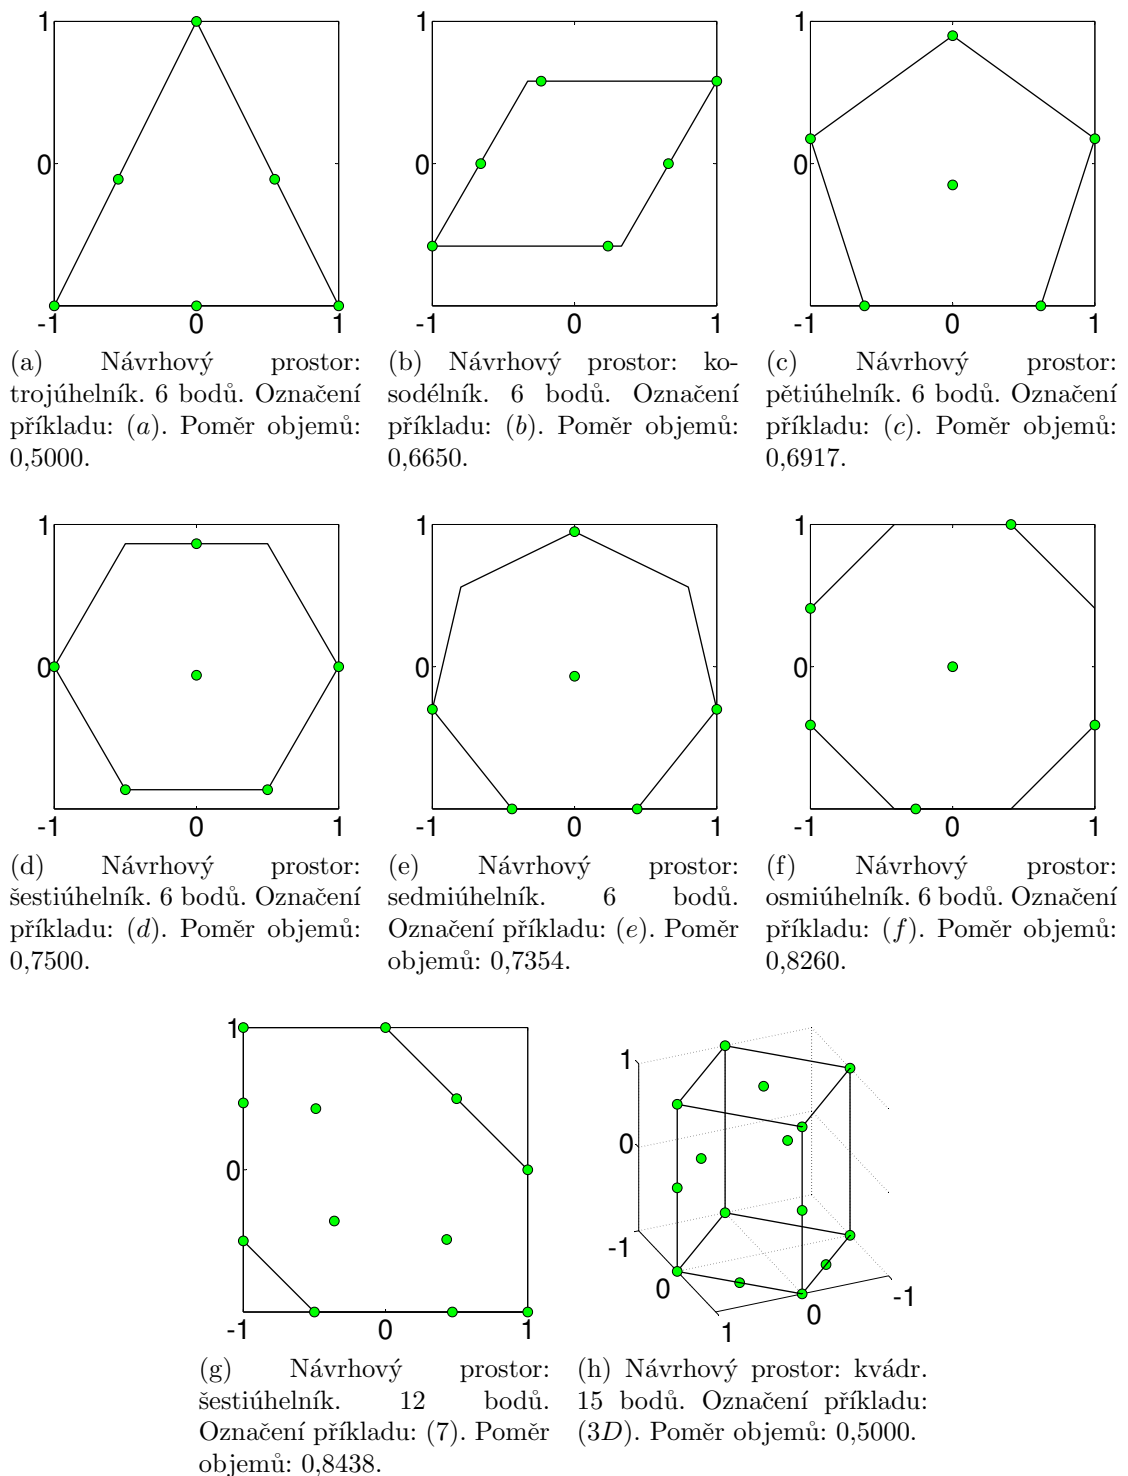 1
0
-1 0 1
(a) Návrhový prostor:
trojúhelník. 6 bodů. Označení
příkladu: (a). Poměr objemů:
0,5000.
1
0
-1 0 1
(b) Návrhový prostor: ko-
sodélník. 6 bodů. Označení
příkladu: (b). Poměr objemů:
0,6650.
1
0
-1 0 1
(c) Návrhový prostor:
pětiúhelník. 6 bodů. Označení
příkladu: (c). Poměr objemů:
0,6917.
1
0
-1 0 1
(d) Návrhový prostor:
šestiúhelník. 6 bodů. Označení
příkladu: (d). Poměr objemů:
0,7500.
1
0
-1 0 1
(e) Návrhový prostor:
sedmiúhelník. 6 bodů.
Označení příkladu: (e). Poměr
objemů: 0,7354.
1
0
-1 0 1
(f) Návrhový prostor:
osmiúhelník. 6 bodů. Označení
příkladu: (f). Poměr objemů:
0,8260.
1
0
-1 0 1
(g) Návrhový prostor:
šestiúhelník. 12 bodů.
Označení příkladu: (7). Poměr
objemů: 0,8438.
1
0
-1
0
1
0
-1
(h) Návrhový prostor: kvádr.
15 bodů. Označení příkladu:
(3D). Poměr objemů: 0,5000.